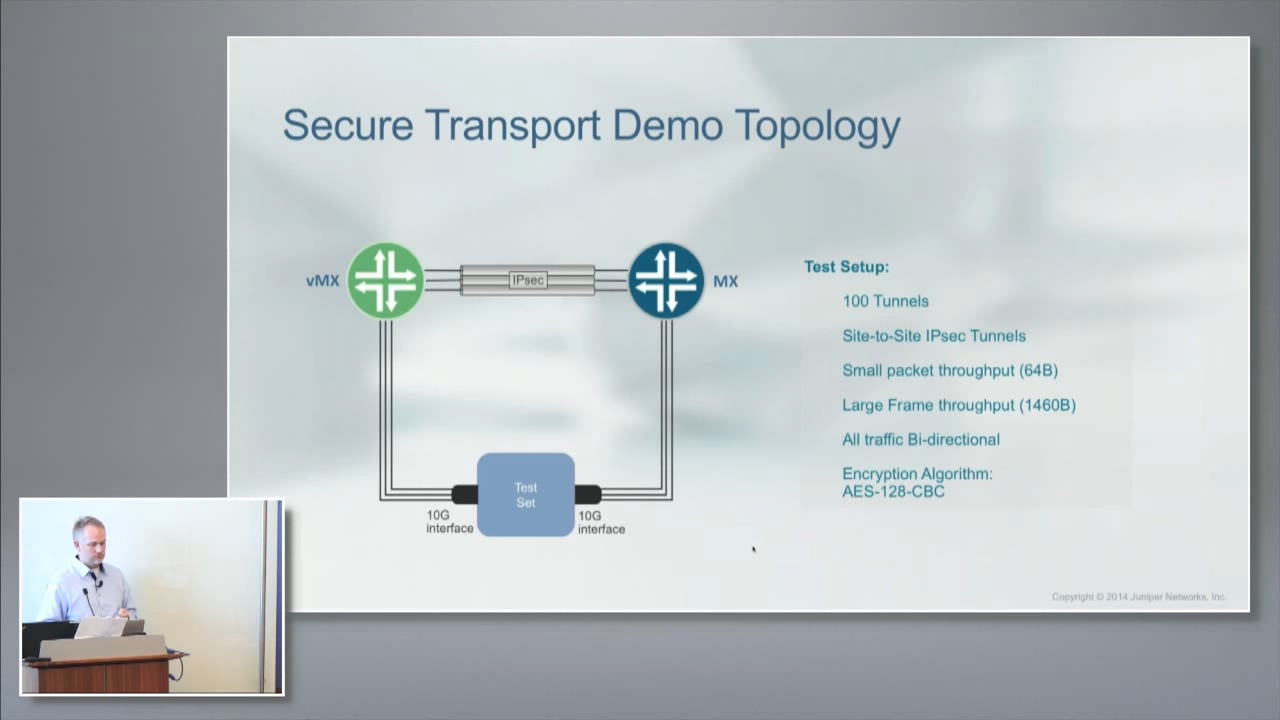 Secure Transport Demo Topology
vMX
IPsec
MX
Test
Set
10G
interface
10G
interface
Test Setup:
100 Tunnels
Site-to-Site IPsec Tunnels
Small packet throughput (64B)
Large Frame throughput (1460B)
All traffic Bi-directional
Encryption Algorithm:
AES-128-CBC
Copyright © 2014 Juniper Networks, Inc.